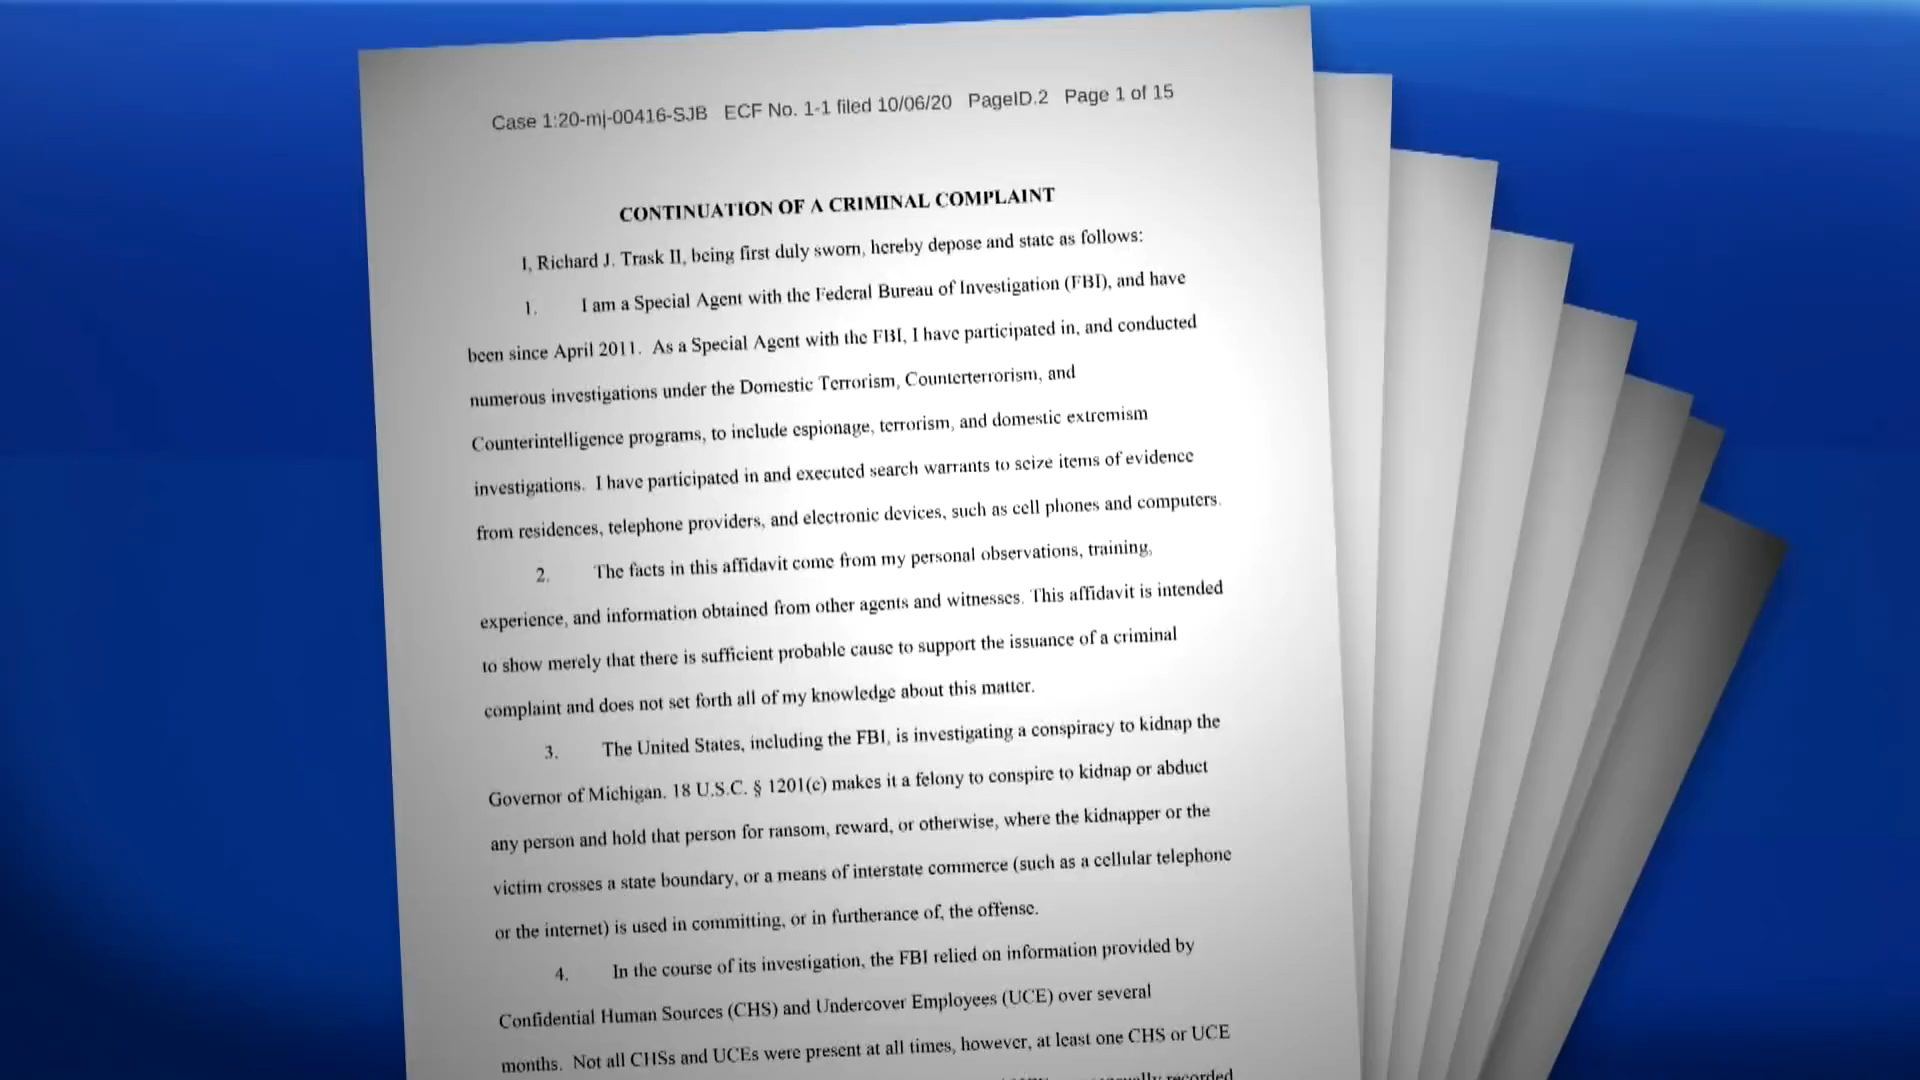 Case 1:20-mj-00416-SJB ECF No. 1-1 filed 10/06/20 PageID.2 Page 1 of 15
CONTINUATION OF A CRIMINAL COMPLAINT
I, Richard J. Trask II, being first duly sworn, hereby depose and state as follows:
1. I am a Special Agent with the Federal Bureau of Investigation (FBI), and have
been since April 2011. As a Special Agent with the FBI, I have participated in, and conducted
numerous investigations under the Domestic Terrorism, Counterterrorism, and
Counterintelligence programs, to include espionage, terrorism, and domestic extremism
investigations. I have participated in and executed search warrants to seize items of evidence
from residences, telephone providers, and electronic devices, such as cell phones and computers.
2. The facts in this affidavit come from my personal observations, training,
experience, and information obtained from other agents and witnesses. This affidavit is intended
to show merely that there is sufficient probable cause to support the issuance of a criminal
complaint and does not set forth all of my knowledge about this matter.
3. The United States, including the FBI, is investigating a conspiracy to kidnap the
Governor of Michigan. 18 U.S.C. § 1201(c) makes it a felony to conspire to kidnap or abduct
any person and hold that person for ransom, reward, or otherwise, where the kidnapper or the
victim crosses a state boundary, or a means of interstate commerce (such as a cellular telephone
or the internet) is used in committing, or in furtherance of, the offense.
4. In the course of its investigation, the FBI relied on information provided by
Confidential Human Sources (CHS) and Undercover Employees (UCE) over several
months. Not all CHSs and UCEs were present at all times, however, at least one CHS or UCE
recorded